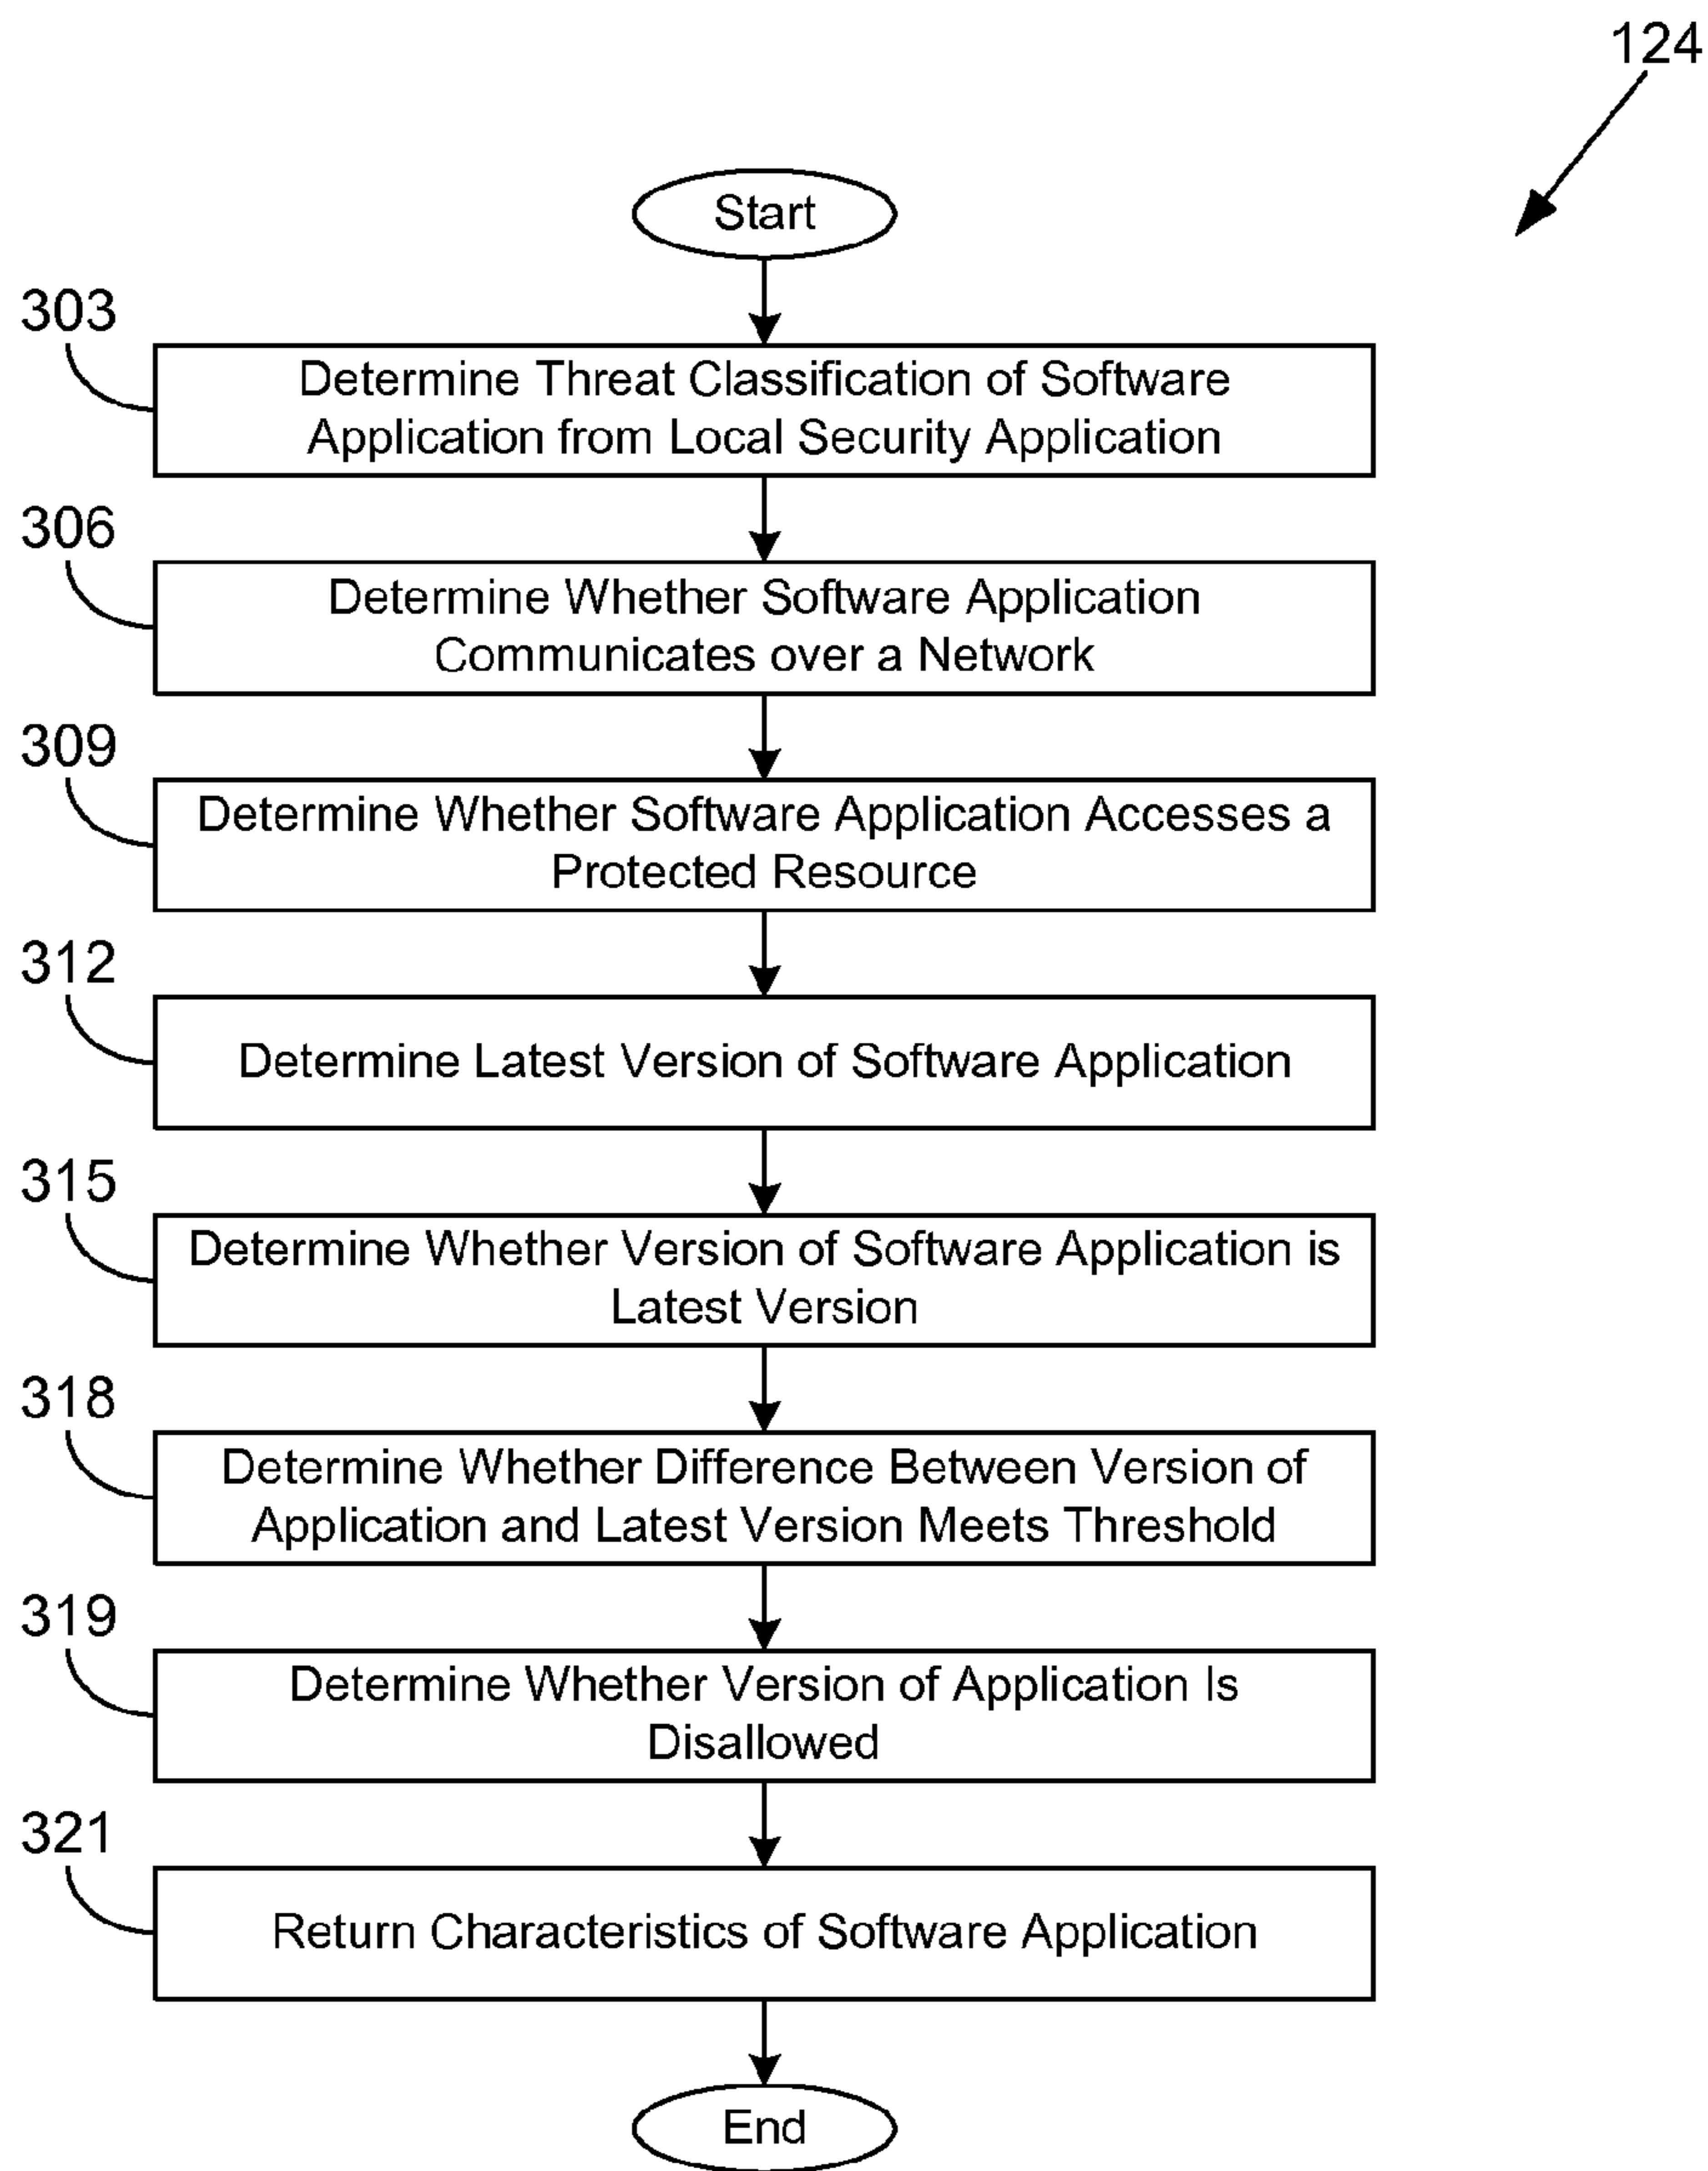 124
Start
303
Determine Threat Classification of Software
Application from Local Security Application
306
Determine Whether Software Application
Communicates over a Network
309
Determine Whether Software Application Accesses a
Protected Resource
312
Determine Latest Version of Software Application
315
Determine Whether Version of Software Application is
Latest Version
318
Determine Whether Difference Between Version of
Application and Latest Version Meets Threshold
319
Determine Whether Version of Application Is
Disallowed
321
Return Characteristics of Software Application
End